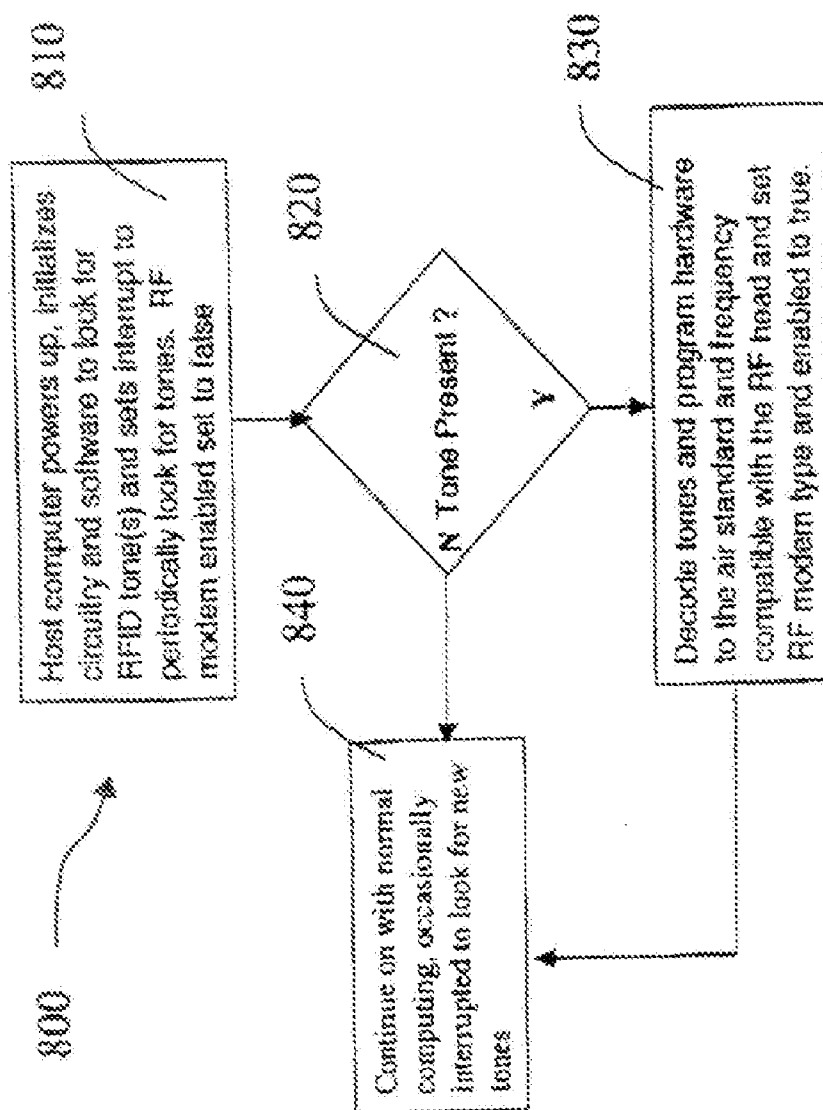 800
810
Host computer powers up, initializes
circuitry and software to look for
RFID tone(s) and sets interrupt to
periodically look for tones. RF
modem enabled set to false
820
N Tone Present ?
Y
830
Decode tones and program hardware
to the air standard and frequency
compatible with the RF head and set
RF modem type and enabled to true.
840
Continue on with normal
computing, occasionally
interrupted to look for new
tones